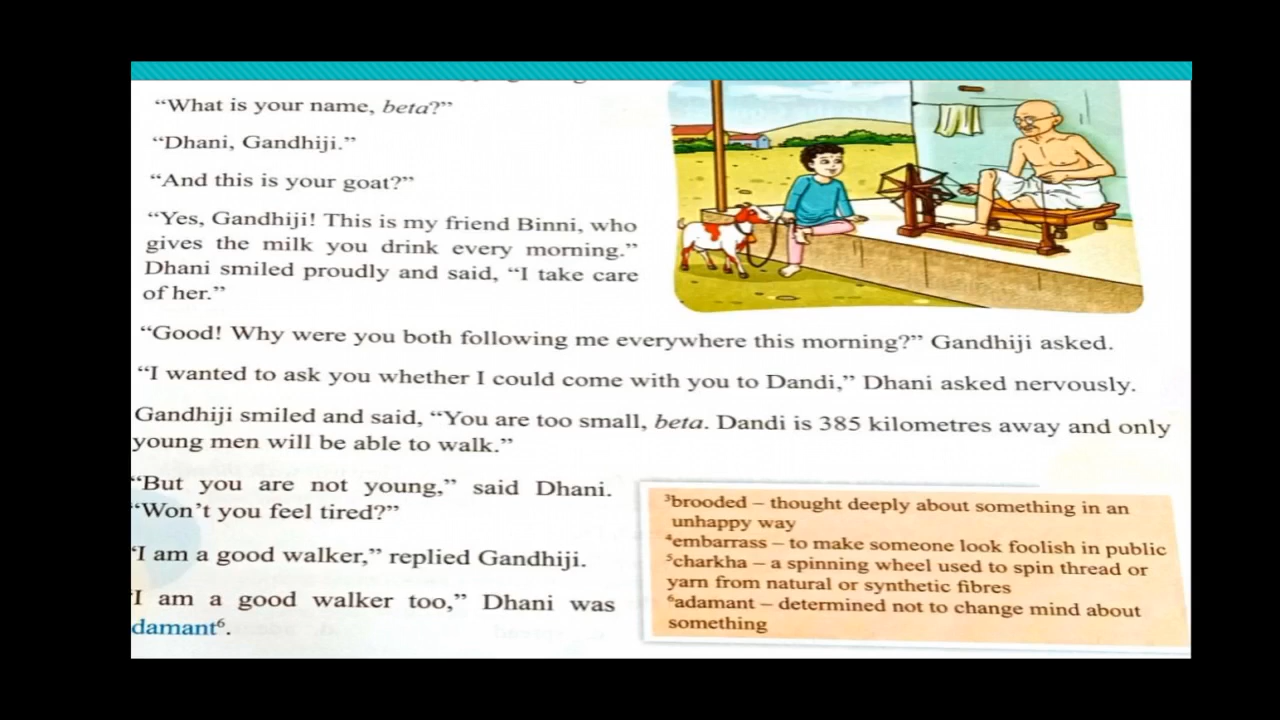 “What is your name, beta?”
“Dhani, Gandhiji.”
“And this is your goat?”
“Yes, Gandhiji! This is my friend Binni, who
gives the milk you drink every morning.”
Dhani smiled proudly and said, “I take care
of her.”
“Good! Why were you both following me everywhere this morning?” Gandhiji asked.
“I wanted to ask you whether I could come with you to Dandi,” Dhani asked nervously.
Gandhiji smiled and said, “You are too small, beta. Dandi is 385 kilometres away and only
young men will be able to walk.”
“But you are not young,” said Dhani.
“Won’t you feel tired?”
‘I am a good walker,” replied Gandhiji.
I am a good walker too,” Dhani was
damant⁶.
³brooded – thought deeply about something in an
unhappy way
⁴embarrass – to make someone look foolish in public
⁵charkha – a spinning wheel used to spin thread or
yarn from natural or synthetic fibres
⁶adamant – determined not to change mind about
something